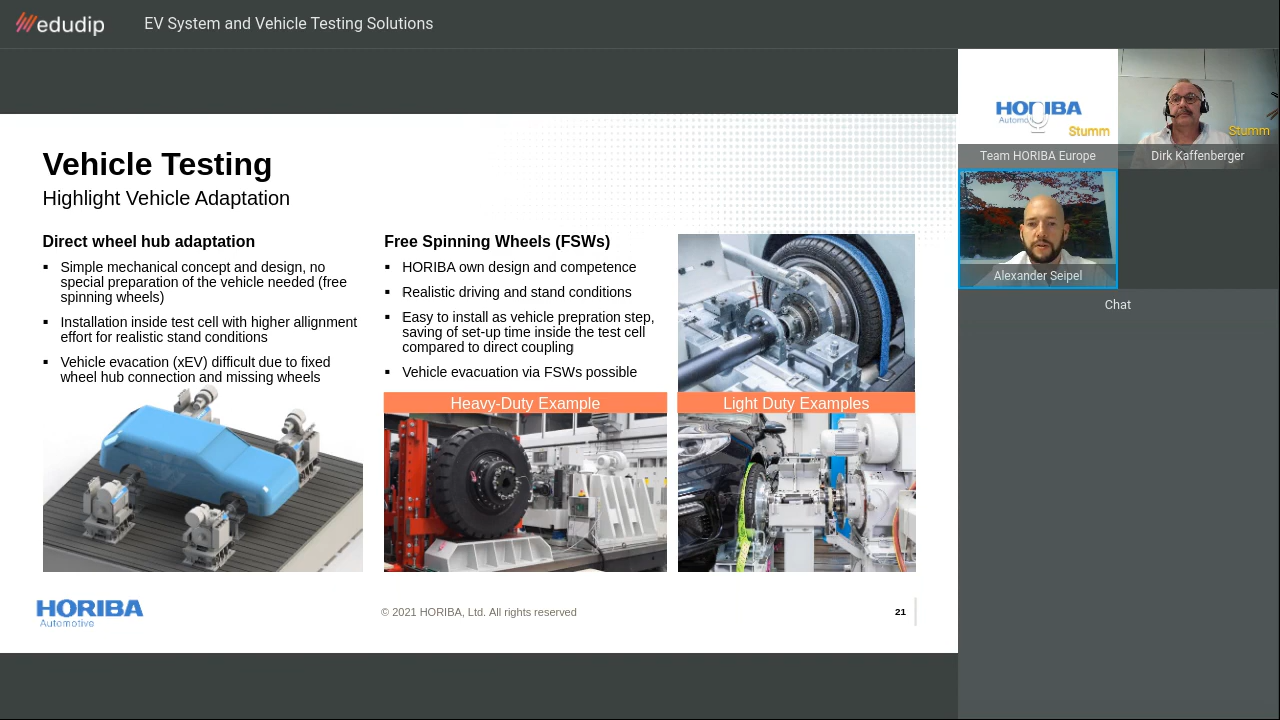 edudip
EV System and Vehicle Testing Solutions
Vehicle Testing
Highlight Vehicle Adaptation
Direct wheel hub adaptation
▪ Simple mechanical concept and design, no
special preparation of the vehicle needed (free
spinning wheels)
▪ Installation inside test cell with higher allignment
effort for realistic stand conditions
▪ Vehicle evacation (xEV) difficult due to fixed
wheel hub connection and missing wheels
Free Spinning Wheels (FSWs)
▪ HORIBA own design and competence
▪ Realistic driving and stand conditions
▪ Easy to install as vehicle prepration step,
saving of set-up time inside the test cell
compared to direct coupling
▪ Vehicle evacuation via FSWs possible
Heavy-Duty Example
Light Duty Examples
HORIBA
Automotive
© 2021 HORIBA, Ltd. All rights reserved
21
HORIBA
Stumm
Team HORIBA Europe
Stumm
Dirk Kaffenberger
Alexander Seipel
Chat